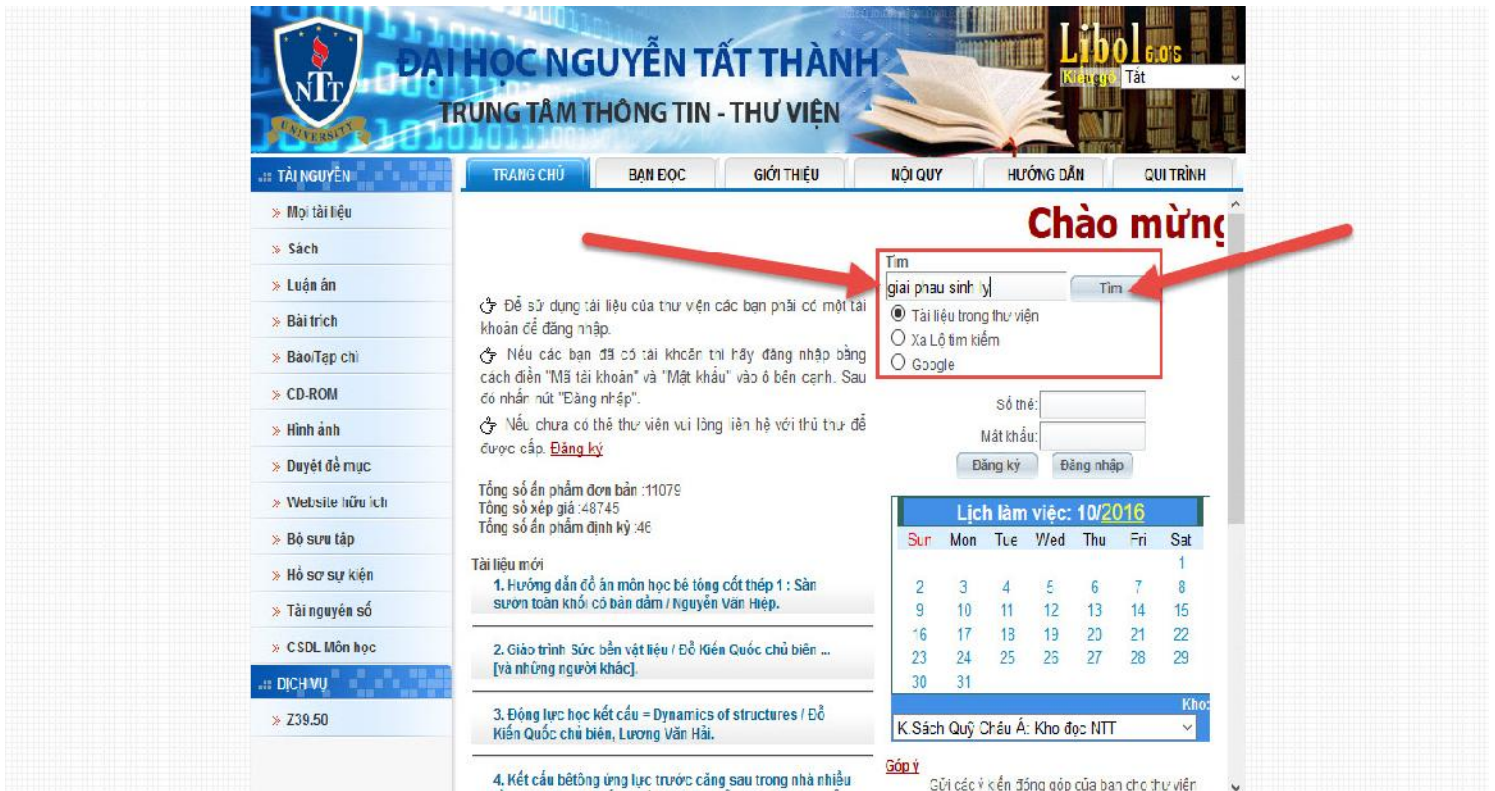 ĐẠI HỌC NGUYỄN TẤT THÀNH
TRUNG TÂM THÔNG TIN - THƯ VIỆN
NTT
UNIVERSITY
Libol 6.0's
Kiểu gõ Tắt
TÀI NGUYÊN
TRANG CHỦ BẠN ĐỌC GIỚI THIỆU NỘI QUY HƯỚNG DẪN QUI TRÌNH
Mọi tài liệu
Sách
Luận án
Bài trích
Báo/Tạp chí
CD-ROM
Hình ảnh
Duyệt đề mục
Website hữu ích
Bộ sưu tập
Hồ sơ sự kiện
Tài nguyên số
CSDL Môn học
DỊCH VỤ
Z39.50
Chào mừng
Để sử dụng tài liệu của thư viện các bạn phải có một tài
khoản để đăng nhập.
Nếu các bạn đã có tài khoản thì hãy đăng nhập bằng
cách điền "Mã tài khoản" và "Mật khẩu" vào ô bên cạnh. Sau
đó nhấn nút "Đăng nhập".
Nếu chưa có thẻ thư viên vui lòng liên hệ với thủ thư để
được cấp. Đăng ký
Tổng số ấn phẩm đơn bản :11079
Tổng số xếp giá :48745
Tổng số ấn phẩm định kỳ :46
Tài liệu mới
1. Hướng dẫn đồ án môn học bê tông cốt thép 1 : Sàn
sườn toàn khối có bản dầm / Nguyễn Văn Hiệp.
2. Giáo trình Sức bền vật liệu / Đỗ Kiến Quốc chủ biên ...
[và những người khác].
3. Động lực học kết cấu = Dynamics of structures / Đỗ
Kiến Quốc chủ biên, Lương Văn Hải.
4. Kết cấu bêtông ứng lực trước căng sau trong nhà nhiều
Tìm
giai phau sinh ly Tìm
Tài liệu trong thư viện
Xa Lộ tìm kiếm
Google
Số thẻ:
Mật khẩu:
Đăng ký Đăng nhập
Lịch làm việc: 10/2016
Sun Mon Tue Wed Thu Fri Sat
1
2 3 4 5 6 7 8
9 10 11 12 13 14 15
16 17 18 19 20 21 22
23 24 25 26 27 28 29
30 31
Kho:
K.Sách Quỹ Châu Á: Kho đọc NTT
Góp ý
Gửi các ý kiến đóng góp của bạn cho thư viện